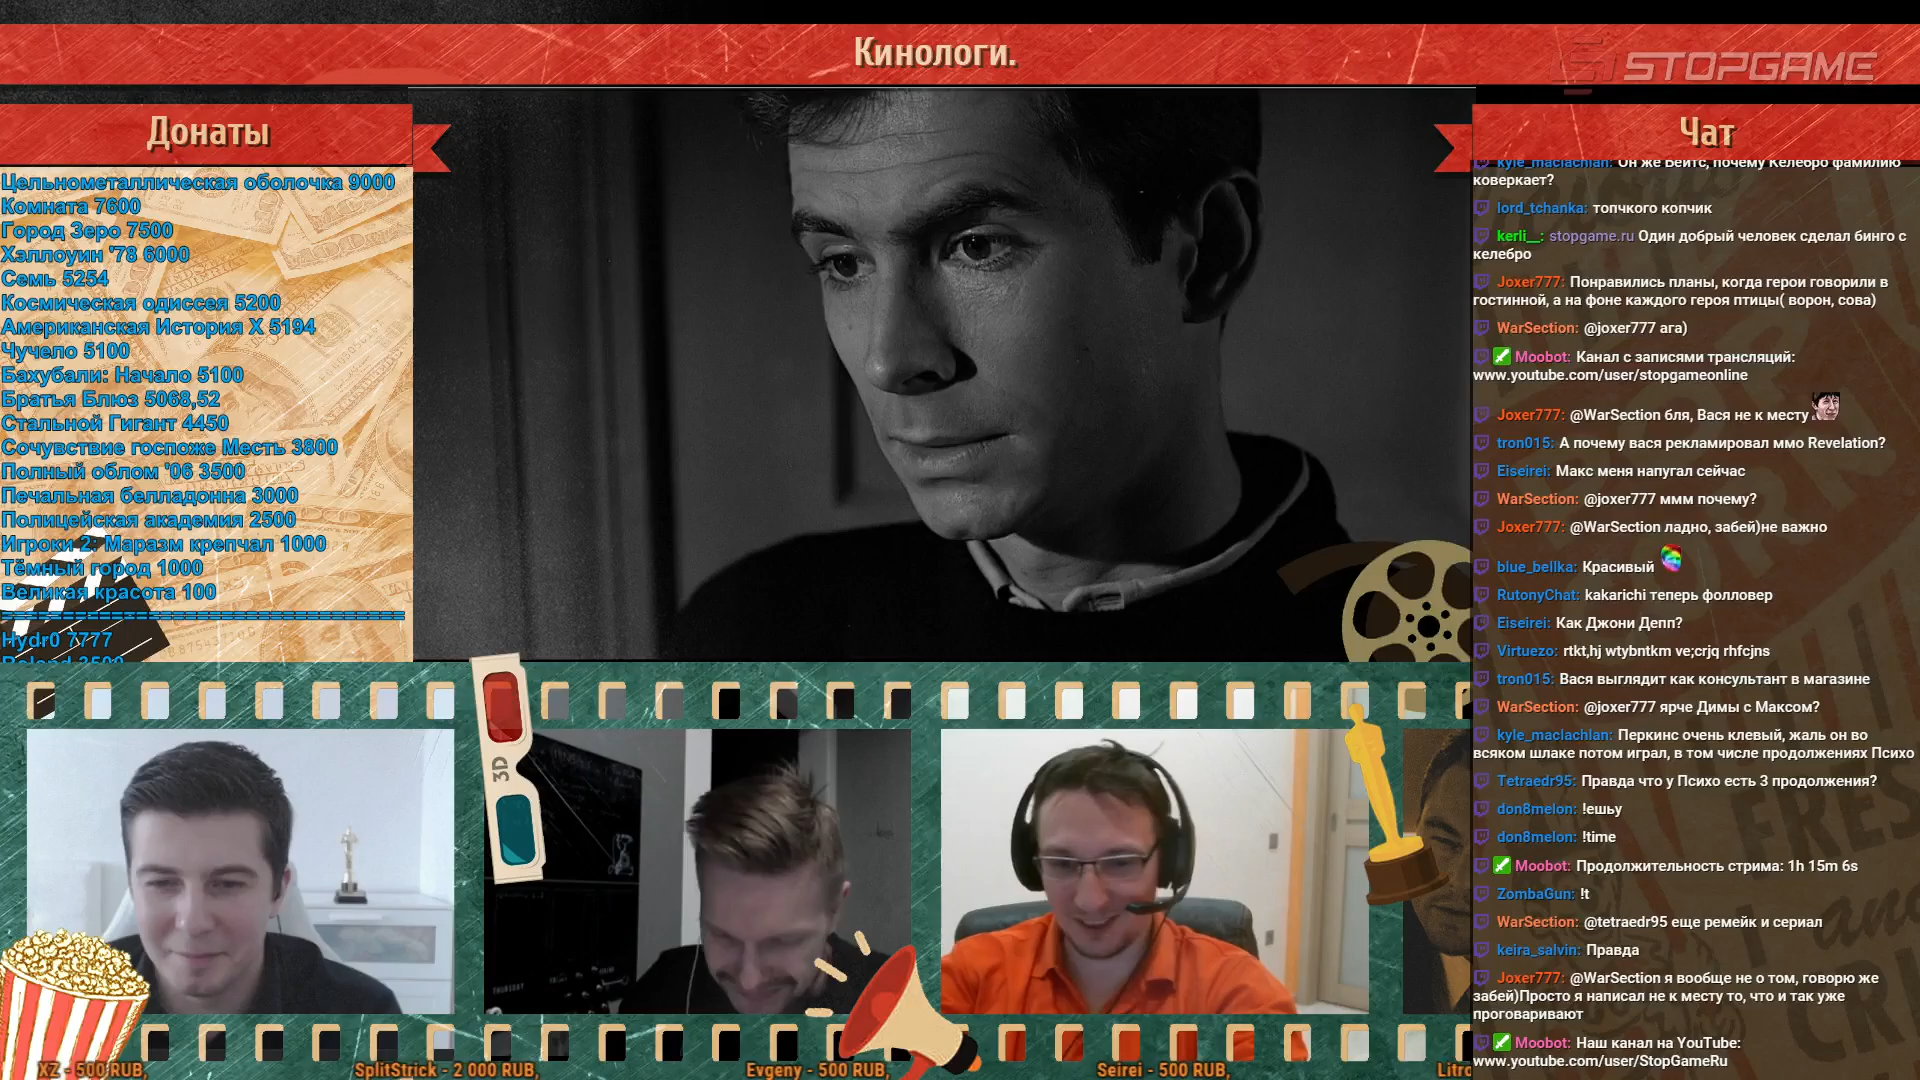 Кинологи.
STOPGAME
Донаты
Цельнометаллическая оболочка 9000
Комната 7600
Город Зеро 7500
Хэллоуин '78 6000
Семь 5254
Космическая одиссея 5200
Американская История X 5194
Чучело 5100
Бахубали: Начало 5100
Братья Блюз 5068,52
Стальной Гигант 4450
Сочувствие госпоже Месть 3800
Полный облом '06 3500
Печальная белладонна 3000
Полицейская академия 2500
Игроки 2: Маразм крепчал 1000
Тёмный город 1000
Великая красота 100
==================================
Hydr0 7777
Roland 3500
Чат
kyle_maclachlan: Он же Бейтс, почему Келебро фамилию
коверкает?
lord_tchanka: топчкого копчик
kerli__: stopgame.ru Один добрый человек сделал бинго с
келебро
Joxer777: Понравились планы, когда герои говорили в
гостинной, а на фоне каждого героя птицы( ворон, сова)
WarSection: @joxer777 ага)
Moobot: Канал с записями трансляций:
www.youtube.com/user/stopgameonline
Joxer777: @WarSection бля, Вася не к месту
tron015: А почему вася рекламировал ммо Revelation?
Eiseirei: Макс меня напугал сейчас
WarSection: @joxer777 ммм почему?
Joxer777: @WarSection ладно, забей)не важно
blue_bellka: Красивый
RutonyChat: kakarichi теперь фолловер
Eiseirei: Как Джони Депп?
Virtuezo: rtkt,hj wtybntkm ve;crjq rhfcjns
tron015: Вася выглядит как консультант в магазине
WarSection: @joxer777 ярче Димы с Максом?
kyle_maclachlan: Перкинс очень клевый, жаль он во
всяком шлаке потом играл, в том числе продолжениях Психо
Tetraedr95: Правда что у Психо есть 3 продолжения?
don8melon: !ешьу
don8melon: !time
Moobot: Продолжительность стрима: 1h 15m 6s
ZombaGun: !t
WarSection: @tetraedr95 еще ремейк и сериал
keira_salvin: Правда
Joxer777: @WarSection я вообще не о том, говорю же
забей)Просто я написал не к месту то, что и так уже
проговаривают
Moobot: Наш канал на YouTube:
www.youtube.com/user/StopGameRu
3D
XZ - 500 RUB, SplitStrick - 2 000 RUB, Evgeny - 500 RUB, Seirei - 500 RUB, Litro